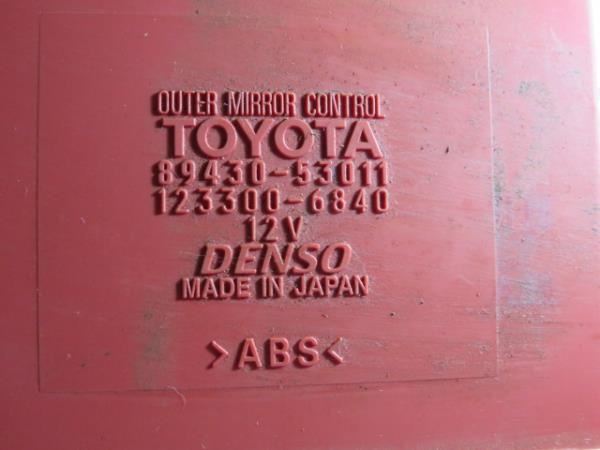 OUTER MIRROR CONTROL
TOYOTA
89430-53011
123300-6840
12V
DENSO
MADE IN JAPAN
>ABS<